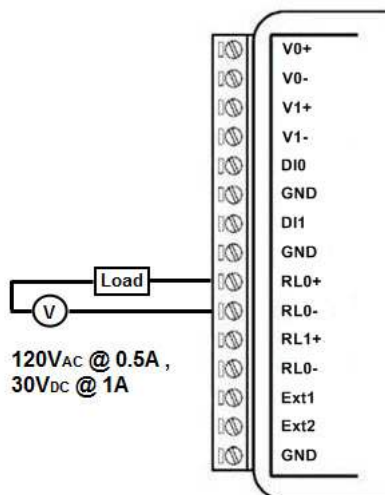 V0+
V0-
V1+
V1-
DI0
GND
DI1
GND
RL0+
RL0-
RL1+
RL0-
Ext1
Ext2
GND
Load
V
120VAC @ 0.5A ,
30VDC @ 1A